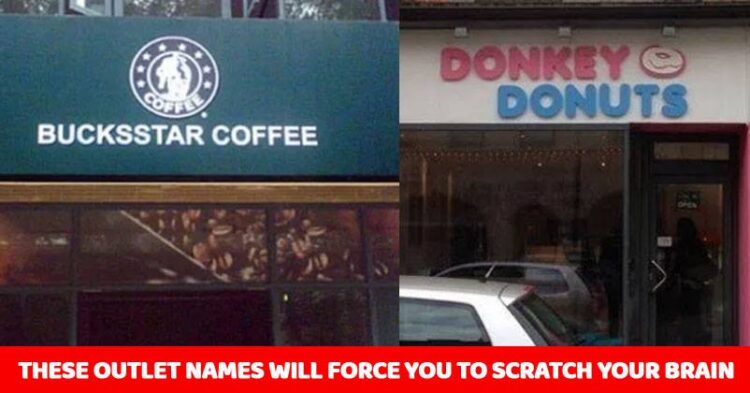 COFFEE
BUCKSSTAR COFFEE
DONKEY
DONUTS
OPEN
THESE OUTLET NAMES WILL FORCE YOU TO SCRATCH YOUR BRAIN